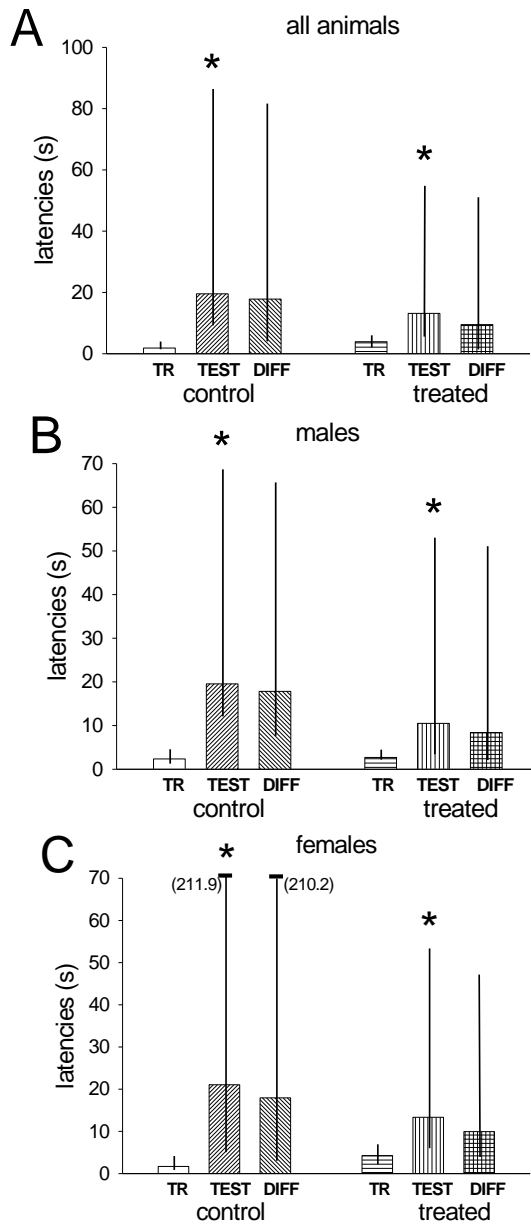 A
all animals
*
*
latencies (s)
100
80
60
40
20
0
TR TEST DIFF TR TEST DIFF
control treated
B
males
*
*
latencies (s)
70
60
50
40
30
20
10
0
TR TEST DIFF TR TEST DIFF
control treated
C
females
*
(211.9) (210.2)
*
latencies (s)
70
60
50
40
30
20
10
0
TR TEST DIFF TR TEST DIFF
control treated